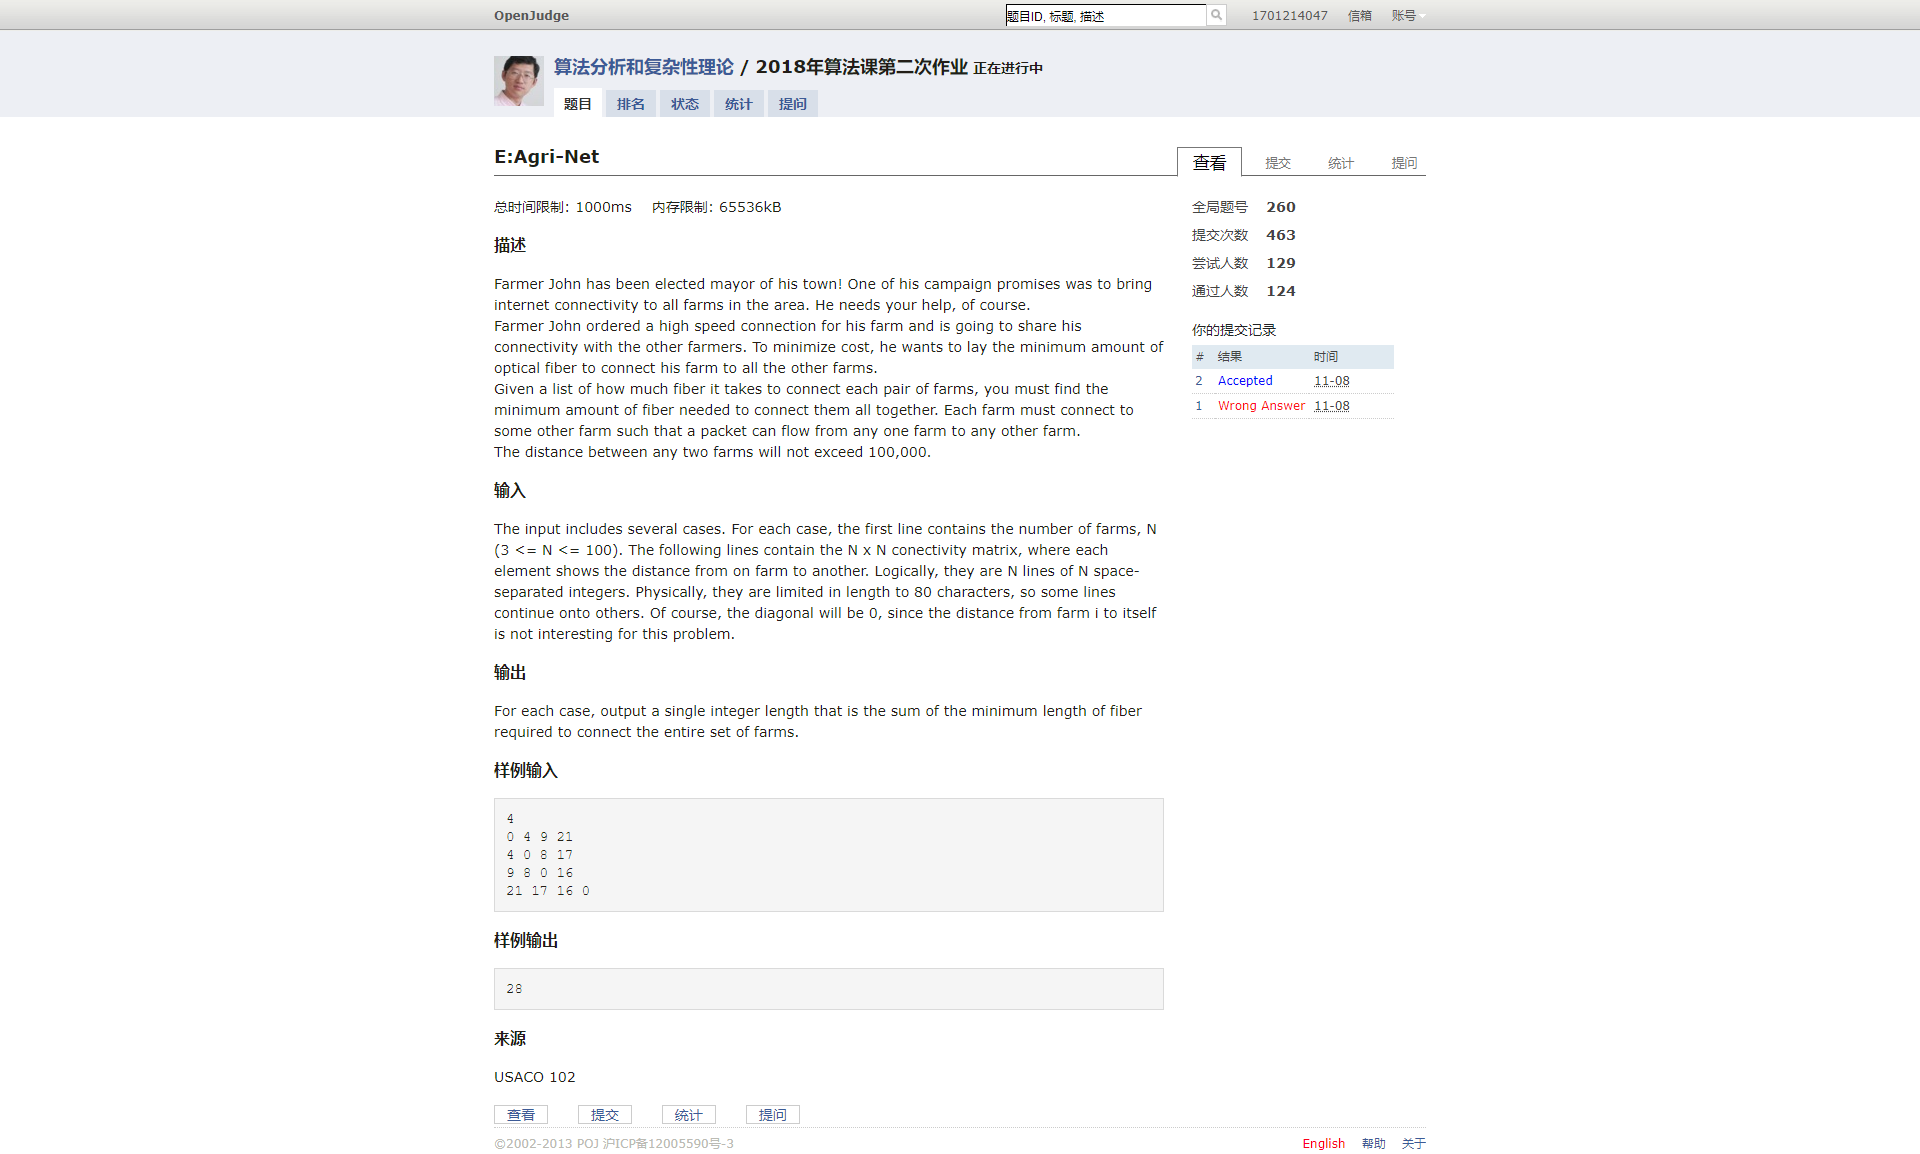 OpenJudge
题目ID, 标题, 描述
1701214047 信箱 账号
算法分析和复杂性理论 / 2018年算法课第二次作业 正在进行中
题目 排名 状态 统计 提问
E:Agri-Net
查看 提交 统计 提问
总时间限制: 1000ms 内存限制: 65536kB
描述
Farmer John has been elected mayor of his town! One of his campaign promises was to bring
internet connectivity to all farms in the area. He needs your help, of course.
Farmer John ordered a high speed connection for his farm and is going to share his
connectivity with the other farmers. To minimize cost, he wants to lay the minimum amount of
optical fiber to connect his farm to all the other farms.
Given a list of how much fiber it takes to connect each pair of farms, you must find the
minimum amount of fiber needed to connect them all together. Each farm must connect to
some other farm such that a packet can flow from any one farm to any other farm.
The distance between any two farms will not exceed 100,000.
输入
The input includes several cases. For each case, the first line contains the number of farms, N
(3 <= N <= 100). The following lines contain the N x N conectivity matrix, where each
element shows the distance from on farm to another. Logically, they are N lines of N space-
separated integers. Physically, they are limited in length to 80 characters, so some lines
continue onto others. Of course, the diagonal will be 0, since the distance from farm i to itself
is not interesting for this problem.
输出
For each case, output a single integer length that is the sum of the minimum length of fiber
required to connect the entire set of farms.
样例输入
4
0 4 9 21
4 0 8 17
9 8 0 16
21 17 16 0
样例输出
28
来源
USACO 102
查看 提交 统计 提问
全局题号 260
提交次数 463
尝试人数 129
通过人数 124
你的提交记录
# 结果 时间
2 Accepted 11-08
1 Wrong Answer 11-08
©2002-2013 POJ 沪ICP备12005590号-3
English 帮助 关于